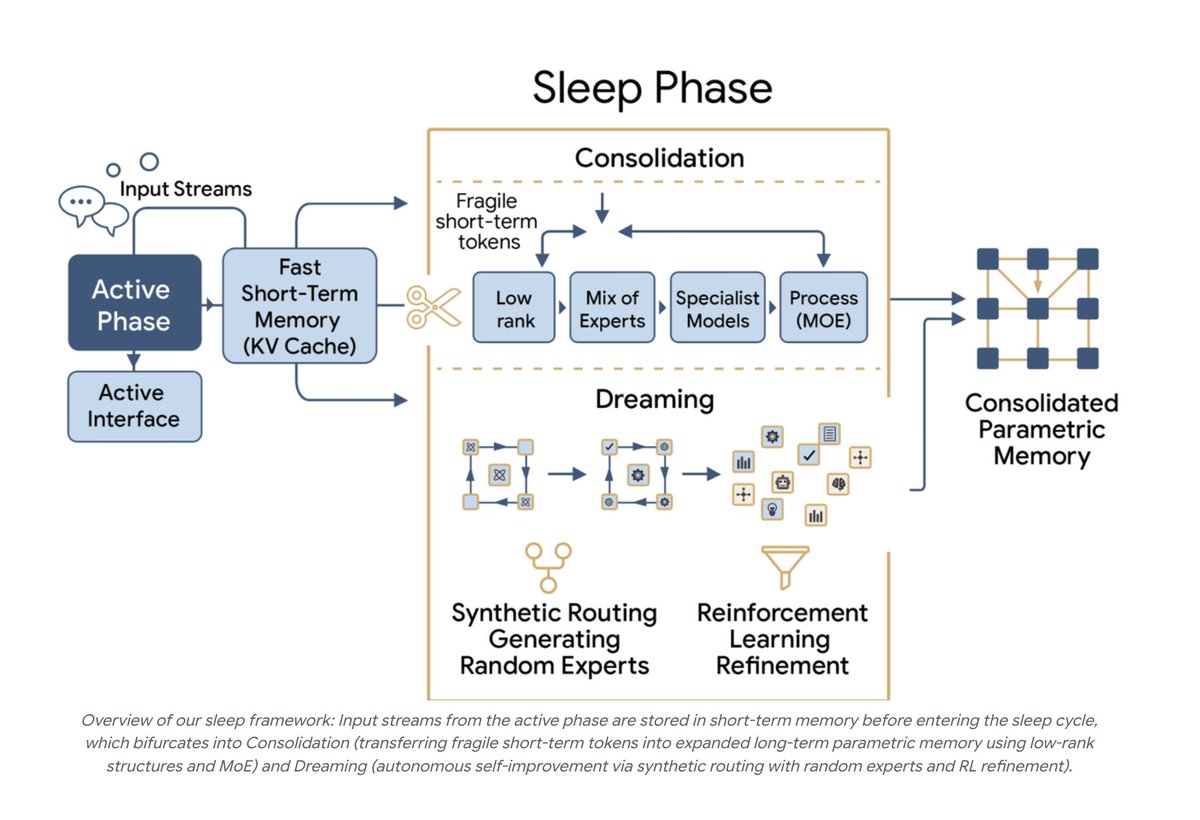 Sleep Phase
Input Streams
Active
Phase
Active
Interface
Fast
Short-Term
Memory
(KV Cache)
Consolidation
Fragile
short-term
tokens
Low
rank
Mix of
Experts
Specialist
Models
Process
(MOE)
Dreaming
Synthetic Routing
Generating
Random Experts
Reinforcement
Learning
Refinement
Consolidated
Parametric
Memory
Overview of our sleep framework: Input streams from the active phase are stored in short-term memory before entering the sleep cycle,
which bifurcates into Consolidation (transferring fragile short-term tokens into expanded long-term parametric memory using low-rank
structures and MoE) and Dreaming (autonomous self-improvement via synthetic routing with random experts and RL refinement).